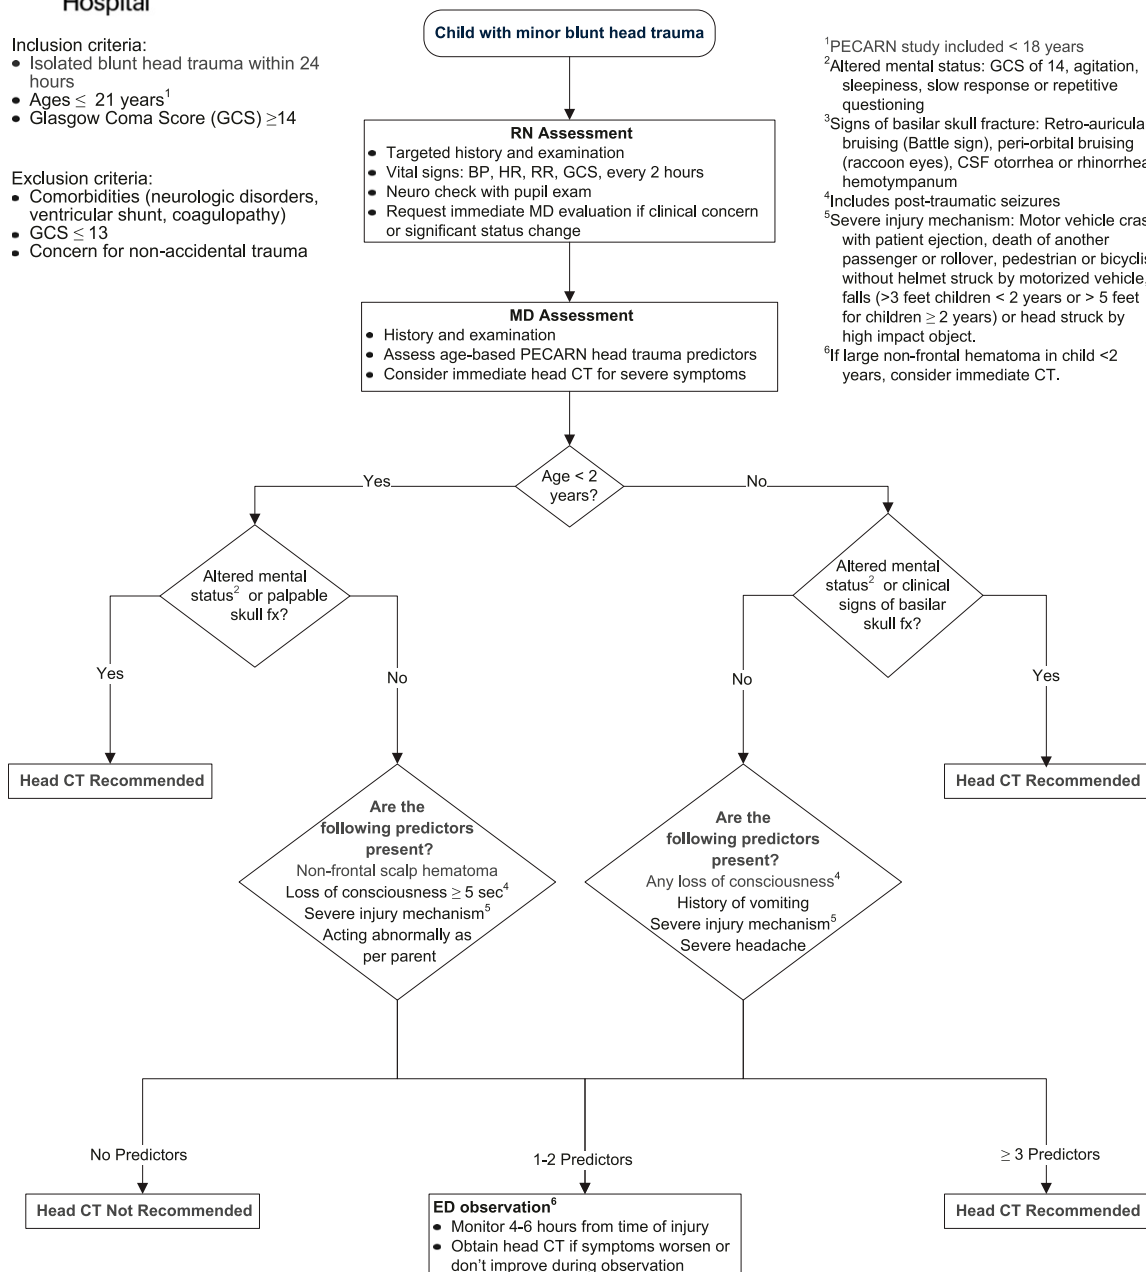 Hospital
Inclusion criteria:
• Isolated blunt head trauma within 24
hours
• Ages ≤ 21 years¹
• Glasgow Coma Score (GCS) ≥14
Exclusion criteria:
• Comorbidities (neurologic disorders,
ventricular shunt, coagulopathy)
• GCS ≤ 13
• Concern for non-accidental trauma
Child with minor blunt head trauma
¹PECARN study included < 18 years
²Altered mental status: GCS of 14, agitation,
sleepiness, slow response or repetitive
questioning
³Signs of basilar skull fracture: Retro-auricula
bruising (Battle sign), peri-orbital bruising
(raccoon eyes), CSF otorrhea or rhinorrhea
hemotympanum
⁴Includes post-traumatic seizures
⁵Severe injury mechanism: Motor vehicle cras
with patient ejection, death of another
passenger or rollover, pedestrian or bicyclis
without helmet struck by motorized vehicle,
falls (>3 feet children < 2 years or > 5 feet
for children ≥ 2 years) or head struck by
high impact object.
⁶If large non-frontal hematoma in child <2
years, consider immediate CT.
RN Assessment
• Targeted history and examination
• Vital signs: BP, HR, RR, GCS, every 2 hours
• Neuro check with pupil exam
• Request immediate MD evaluation if clinical concern
or significant status change
MD Assessment
• History and examination
• Assess age-based PECARN head trauma predictors
• Consider immediate head CT for severe symptoms
Age < 2
years?
Yes
No
Altered mental
status² or palpable
skull fx?
Altered mental
status² or clinical
signs of basilar
skull fx?
Yes
No
No
Yes
Head CT Recommended
Head CT Recommended
Are the
following predictors
present?
Non-frontal scalp hematoma
Loss of consciousness ≥ 5 sec⁴
Severe injury mechanism⁵
Acting abnormally as
per parent
Are the
following predictors
present?
Any loss of consciousness⁴
History of vomiting
Severe injury mechanism⁵
Severe headache
No Predictors
1-2 Predictors
≥ 3 Predictors
Head CT Not Recommended
ED observation⁶
• Monitor 4-6 hours from time of injury
• Obtain head CT if symptoms worsen or
don't improve during observation
Head CT Recommended